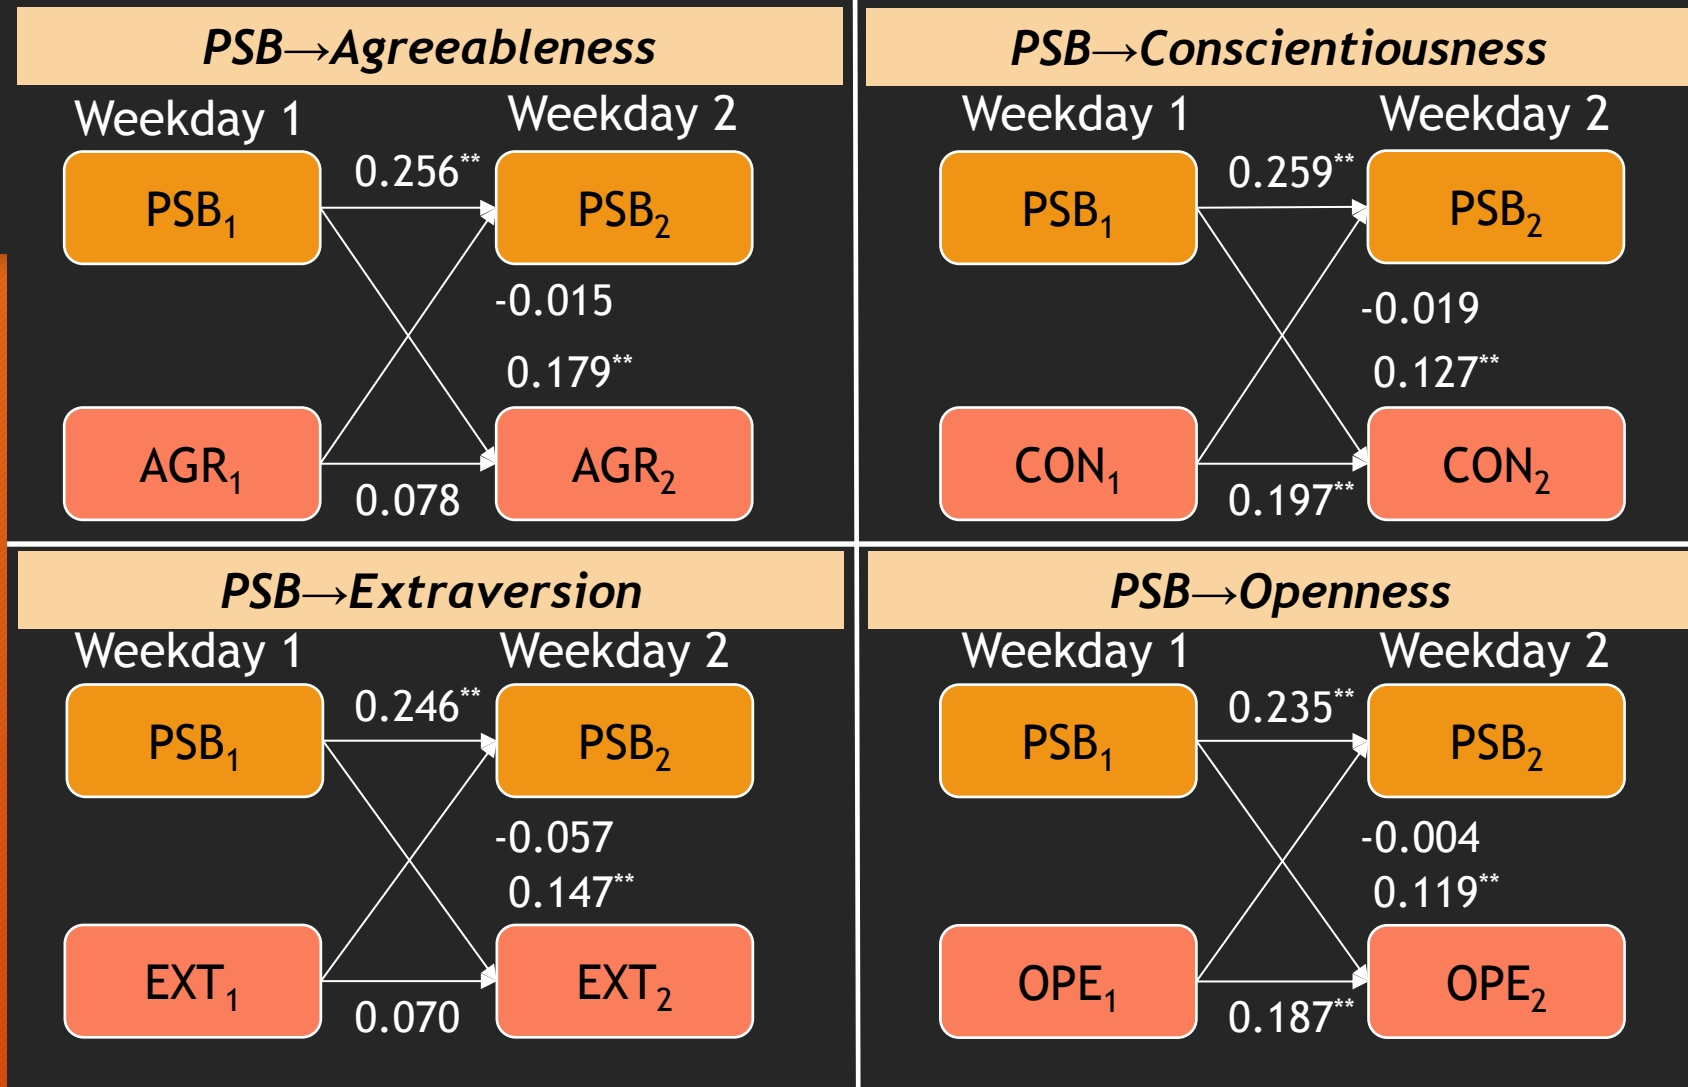 PSB→Agreeableness
Weekday 1 Weekday 2
0.256**
PSB₁ PSB₂
-0.015
0.179**
AGR₁ AGR₂
0.078
PSB→Conscientiousness
Weekday 1 Weekday 2
0.259**
PSB₁ PSB₂
-0.019
0.127**
CON₁ CON₂
0.197**
PSB→Extraversion
Weekday 1 Weekday 2
0.246**
PSB₁ PSB₂
-0.057
0.147**
EXT₁ EXT₂
0.070
PSB→Openness
Weekday 1 Weekday 2
0.235**
PSB₁ PSB₂
-0.004
0.119**
OPE₁ OPE₂
0.187**